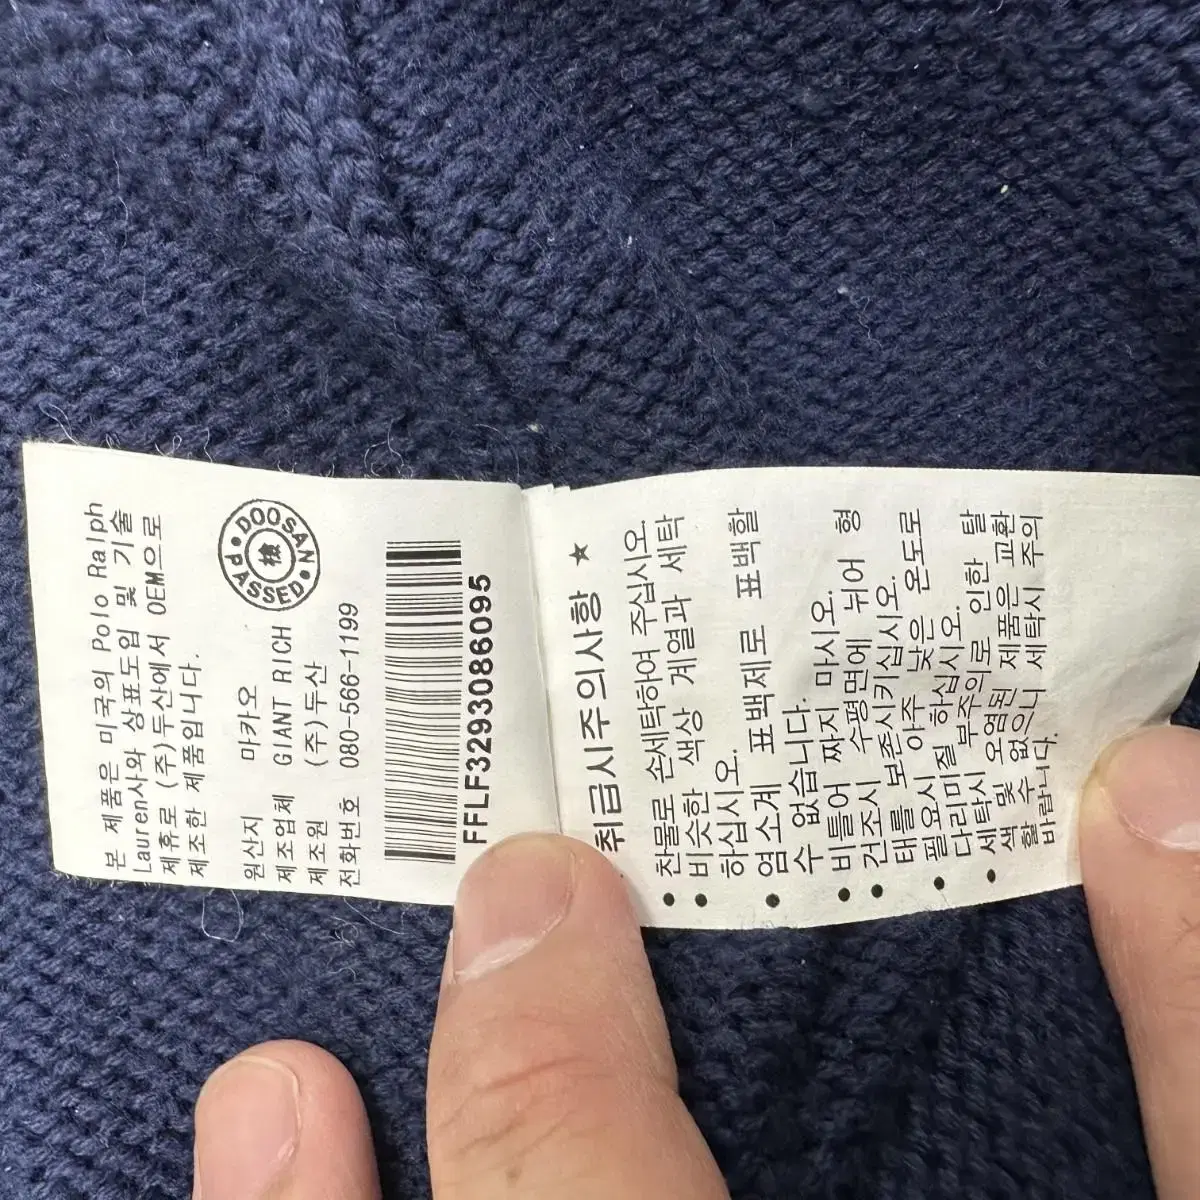 본 제품은 미국의 Polo Ralph
Lauren사와 상표도입 및 기술
제휴로 (주)두산에서 OEM으로
제조한 제품입니다.
DOOSAN
檢
PASSED
원산지 마카오
제조업체 GIANT RICH
제조원 (주)두산
전화번호 080-566-1199
FFLF3293086095
취급시주의사항 ★
● 찬물로 손세탁하여 주십시오.
● 비슷한 색상 계열과 세탁
하십시오.
● 염소계 표백제로 표백할
수 없습니다.
● 비틀어 짜지 마시오.
● 건조시 수평면에 뉘어 형
태를 보존시키십시오.
● 필요시 아주 낮은 온도로
다리미질 하십시오.
● 세탁시 부주의로 인한 탈
색 및 오염된 제품은 교환
할 수 없으니 세탁시 주의
바랍니다.